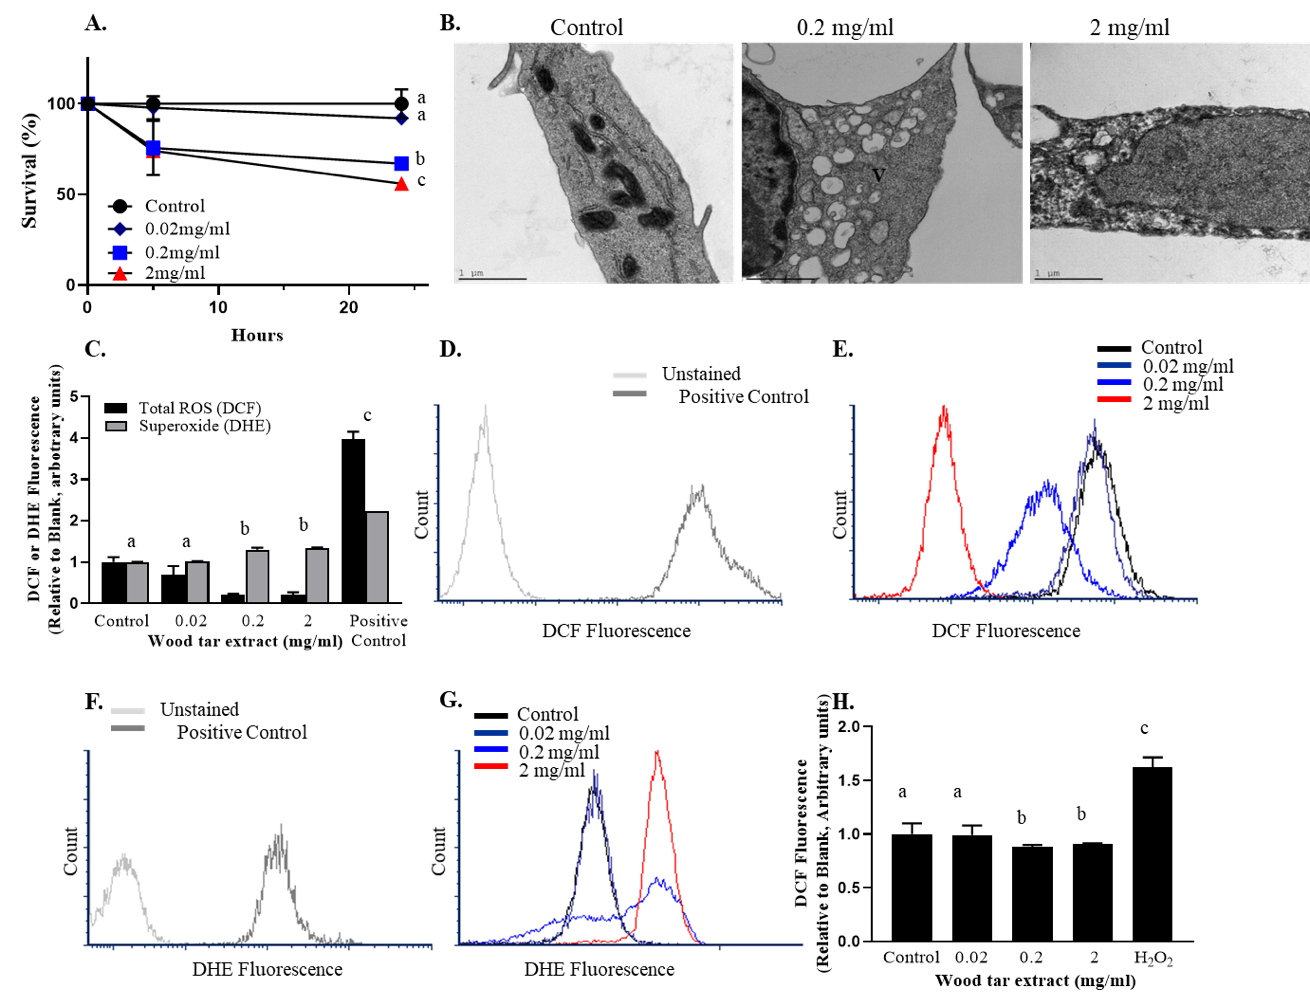 A.
100
50
0
Survival (%)
a
a
b
c
Control
0.02mg/ml
0.2mg/ml
2mg/ml
0
10
20
Hours
B.
Control
0.2 mg/ml
2 mg/ml
1 μm
V
1 μm
C.
DCF or DHE Fluorescence
(Relative to Blank, arbotrary units)
5
4
3
2
1
0
Total ROS (DCF)
Superoxide (DHE)
a
a
b
b
c
Control
0.02
0.2
2
Positive
Control
Wood tar extract (mg/ml)
D.
Unstained
Positive Control
Count
DCF Fluorescence
E.
Control
0.02 mg/ml
0.2 mg/ml
2 mg/ml
Count
DCF Fluorescence
F.
Unstained
Positive Control
Count
DHE Fluorescence
G.
Control
0.02 mg/ml
0.2 mg/ml
2 mg/ml
Count
DHE Fluorescence
H.
DCF Fluorescence
(Relative to Blank, Arbitrary units)
2.0
1.5
1.0
0.5
0.0
a
a
b
b
c
Control
0.02
0.2
2
H₂O₂
Wood tar extract (mg/ml)